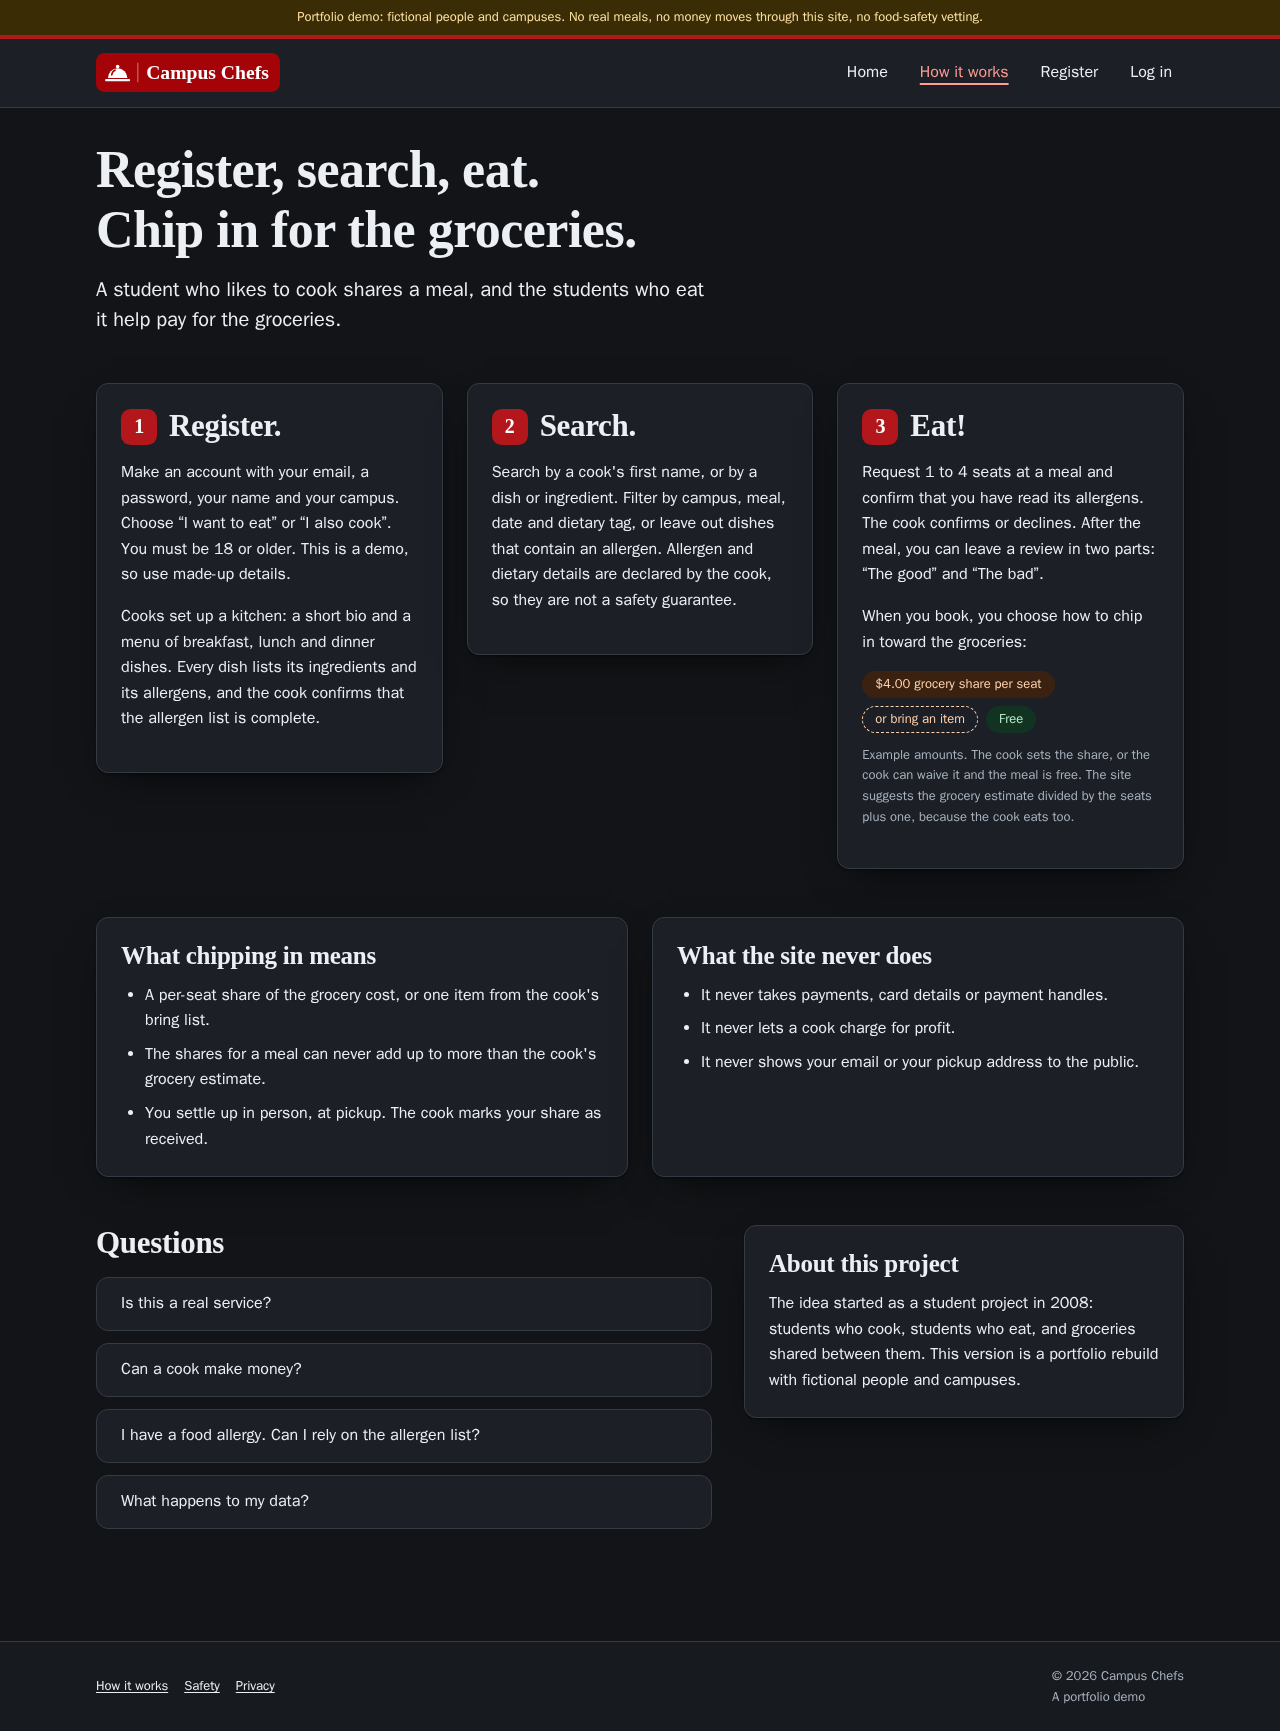 Portfolio demo: fictional people and campuses. No real meals, no money moves through this site, no food-safety vetting.
Campus Chefs
Home
How it works
Register
Log in
Register, search, eat.
Chip in for the groceries.
A student who likes to cook shares a meal, and the students who eat
it help pay for the groceries.
1 Register.
Make an account with your email, a
password, your name and your campus.
Choose “I want to eat” or “I also cook”.
You must be 18 or older. This is a demo,
so use made-up details.
Cooks set up a kitchen: a short bio and a
menu of breakfast, lunch and dinner
dishes. Every dish lists its ingredients and
its allergens, and the cook confirms that
the allergen list is complete.
2 Search.
Search by a cook's first name, or by a
dish or ingredient. Filter by campus, meal,
date and dietary tag, or leave out dishes
that contain an allergen. Allergen and
dietary details are declared by the cook,
so they are not a safety guarantee.
3 Eat!
Request 1 to 4 seats at a meal and
confirm that you have read its allergens.
The cook confirms or declines. After the
meal, you can leave a review in two parts:
“The good” and “The bad”.
When you book, you choose how to chip
in toward the groceries:
$4.00 grocery share per seat
or bring an item
Free
Example amounts. The cook sets the share, or the
cook can waive it and the meal is free. The site
suggests the grocery estimate divided by the seats
plus one, because the cook eats too.
What chipping in means
• A per-seat share of the grocery cost, or one item from the cook's
bring list.
• The shares for a meal can never add up to more than the cook's
grocery estimate.
• You settle up in person, at pickup. The cook marks your share as
received.
What the site never does
• It never takes payments, card details or payment handles.
• It never lets a cook charge for profit.
• It never shows your email or your pickup address to the public.
Questions
Is this a real service?
Can a cook make money?
I have a food allergy. Can I rely on the allergen list?
What happens to my data?
About this project
The idea started as a student project in 2008:
students who cook, students who eat, and groceries
shared between them. This version is a portfolio rebuild
with fictional people and campuses.
How it works
Safety
Privacy
© 2026 Campus Chefs
A portfolio demo